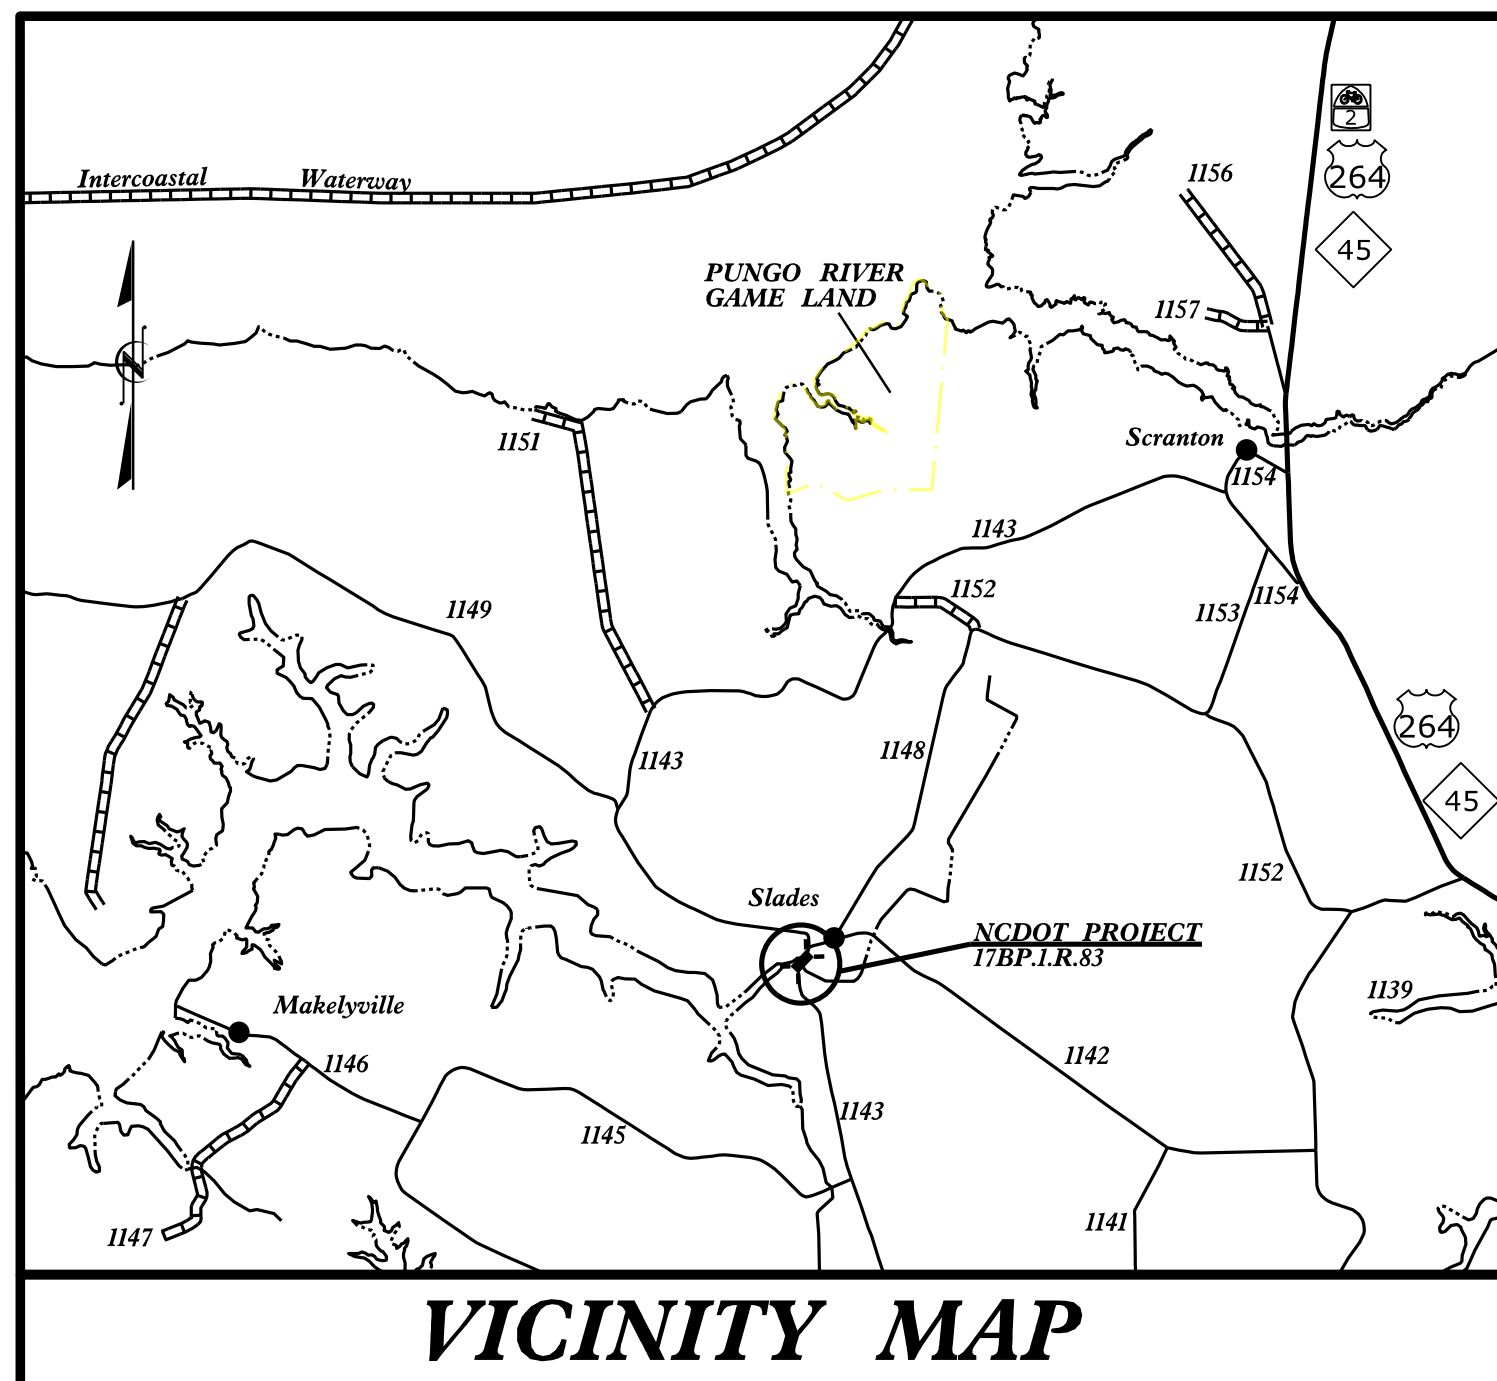 2
264
45
Intercoastal Waterway
1156
PUNGO RIVER
GAME LAND
1157
N
1151
Scranton
1154
1143
1152
1149
1153
1154
264
45
1143
1148
1152
Slades
NCDOT PROJECT
17BP.1.R.83
1139
Makelyville
1146
1142
1143
1145
1141
1147
VICINITY MAP